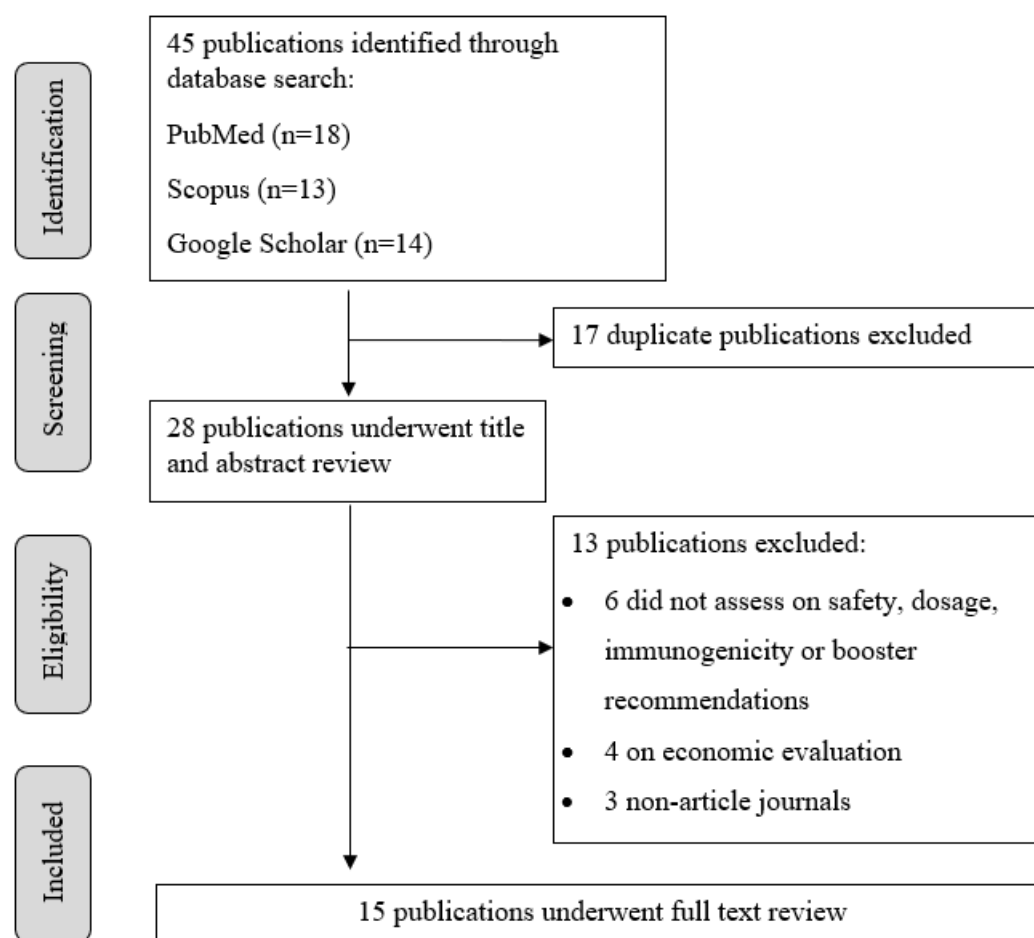 45 publications identified through
database search:
PubMed (n=18)
Scopus (n=13)
Google Scholar (n=14)
Identification
17 duplicate publications excluded
Screening
28 publications underwent title
and abstract review
13 publications excluded:
• 6 did not assess on safety, dosage,
immunogenicity or booster
recommendations
• 4 on economic evaluation
• 3 non-article journals
Eligibility
Included
15 publications underwent full text review